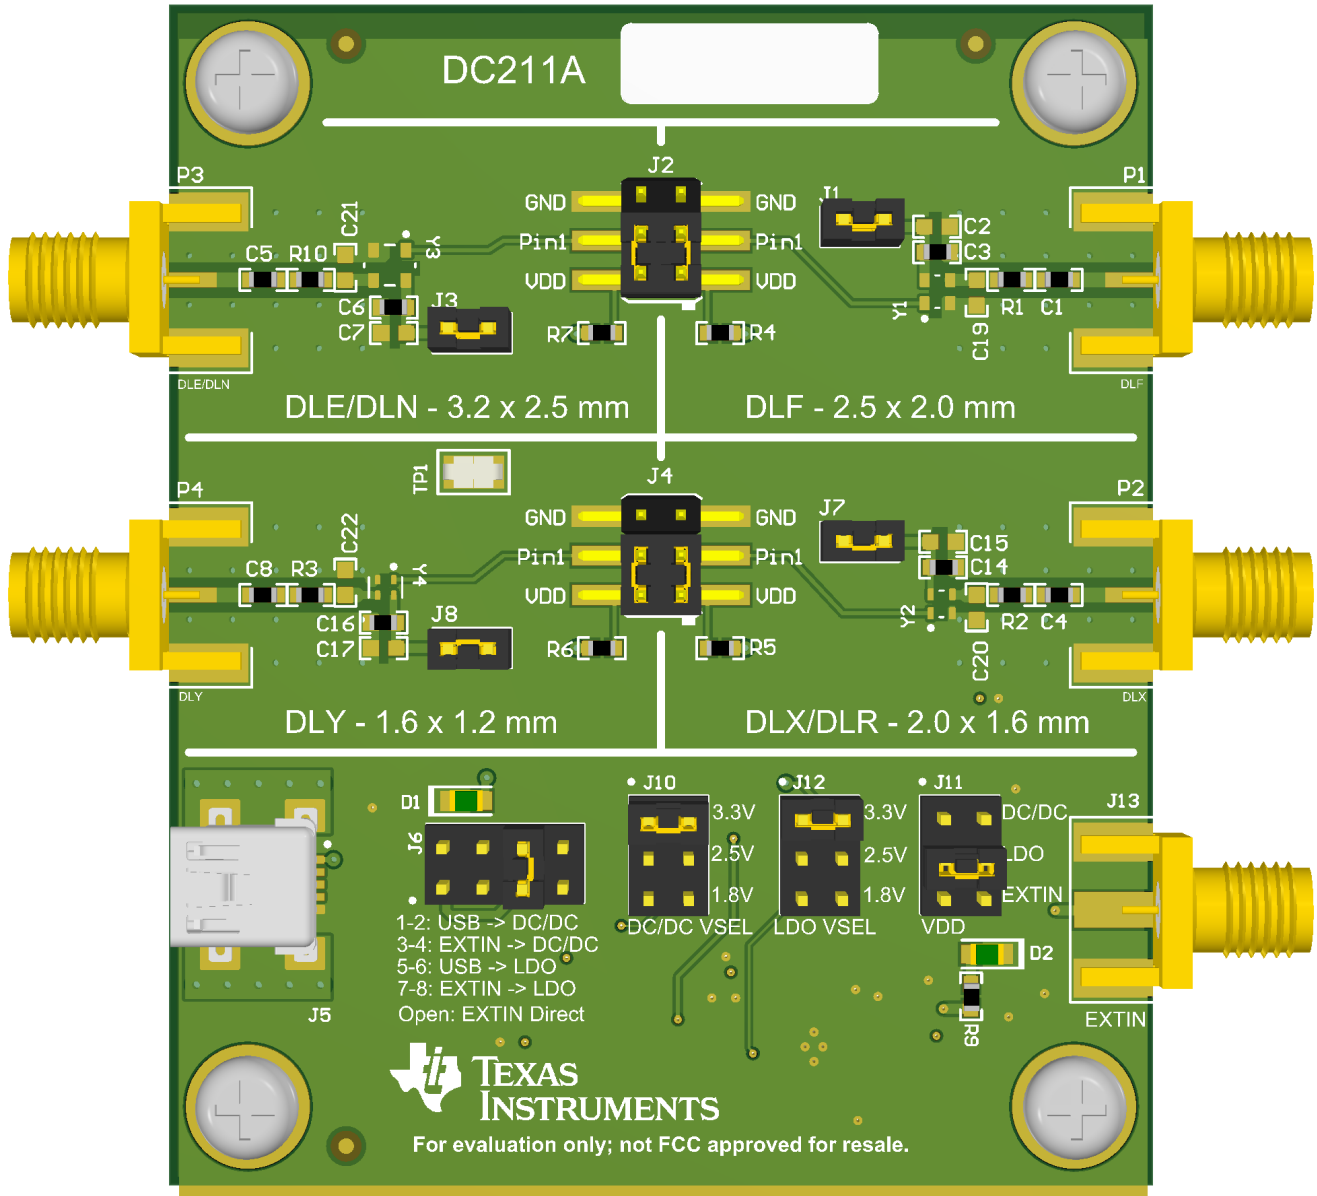 DC211A
P3
C21
Y3
C5
R10
C6
C7
J3
DLE/DLN
J2
GND
GND
Pin1
Pin1
VDD
VDD
R7
R4
J1
C2
C3
Y1
C19
R1
C1
P1
DLF
DLE/DLN - 3.2 x 2.5 mm
DLF - 2.5 x 2.0 mm
TP1
P4
C22
Y4
C8
R3
C16
C17
J8
DLY
J4
GND
GND
Pin1
Pin1
VDD
VDD
R6
R5
J7
C15
C14
Y2
C20
R2
C4
P2
DLX
DLY - 1.6 x 1.2 mm
DLX/DLR - 2.0 x 1.6 mm
J5
D1
J6
1-2: USB -> DC/DC
3-4: EXTIN -> DC/DC
5-6: USB -> LDO
7-8: EXTIN -> LDO
Open: EXTIN Direct
J10
3.3V
2.5V
1.8V
DC/DC VSEL
J12
3.3V
2.5V
1.8V
LDO VSEL
J11
DC/DC
LDO
EXTIN
VDD
D2
R9
J13
EXTIN
TEXAS
INSTRUMENTS
For evaluation only; not FCC approved for resale.